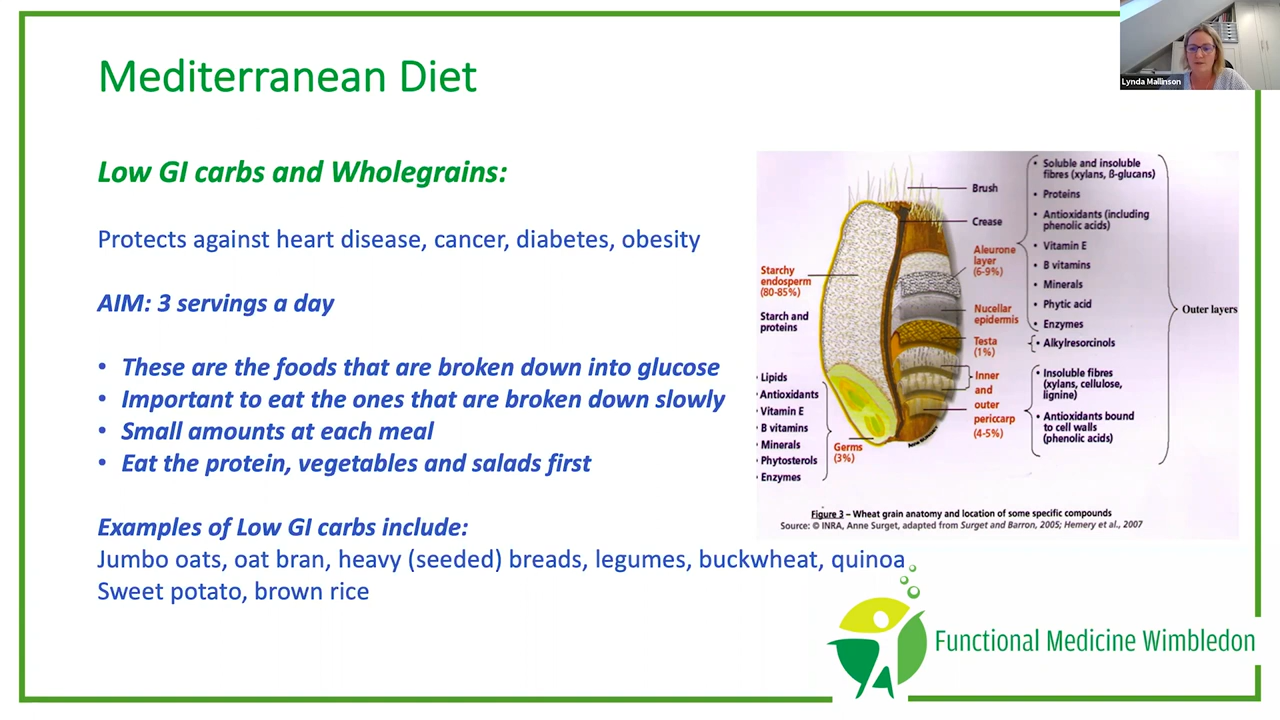 Mediterranean Diet
Lynda Mallinson
Low GI carbs and Wholegrains:
Protects against heart disease, cancer, diabetes, obesity
AIM: 3 servings a day
• These are the foods that are broken down into glucose
• Important to eat the ones that are broken down slowly
• Small amounts at each meal
• Eat the protein, vegetables and salads first
Examples of Low GI carbs include:
Jumbo oats, oat bran, heavy (seeded) breads, legumes, buckwheat, quinoa
Sweet potato, brown rice
Starchy
endosperm
(80-85%)
Starch and
proteins
• Lipids
• Antioxidants
• Vitamin E
• B vitamins
• Minerals
• Phytosterols
• Enzymes
Germs
(3%)
Brush
Crease
Aleurone
layer
(6-9%)
Nucellar
epidermis
Testa
(1%)
Inner
and
outer
pericarp
(4-5%)
• Soluble and insoluble
fibres (xylans, ß-glucans)
• Proteins
• Antioxidants (including
phenolic acids)
• Vitamin E
• B vitamins
• Minerals
• Phytic acid
• Enzymes
• Alkylresorcinols
• Insoluble fibres
(xylans, cellulose,
lignine)
• Antioxidants bound
to cell walls
(phenolic acids)
Outer layers
Figure 3 – Wheat grain anatomy and location of some specific compounds
Source: © INRA, Anne Surget, adapted from Surget and Barron, 2005; Hemery et al., 2007
Functional Medicine Wimbledon